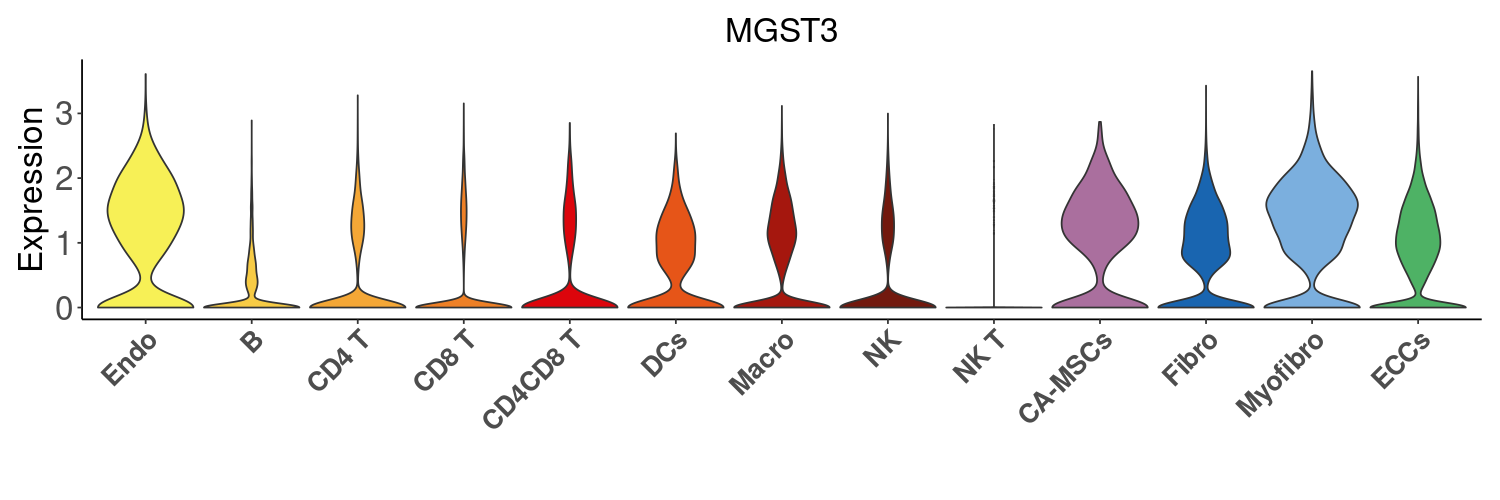 MGST3
Expression
3
2
1
0
Endo
B
CD4 T
CD8 T
CD4CD8 T
DCs
Macro
NK
NK T
CA-MSCs
Fibro
Myofibro
ECCs